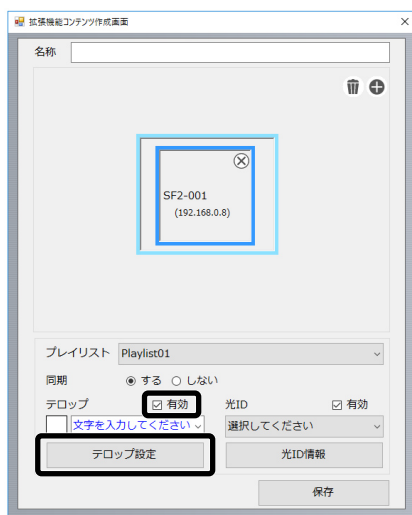 拡張機能コンテンツ作成画面
名称
SF2-001
(192.168.0.8)
プレイリスト Playlist01
同期 する しない
テロップ 有効 光ID 有効
文字を入力してください 選択してください
テロップ設定 光ID情報
保存